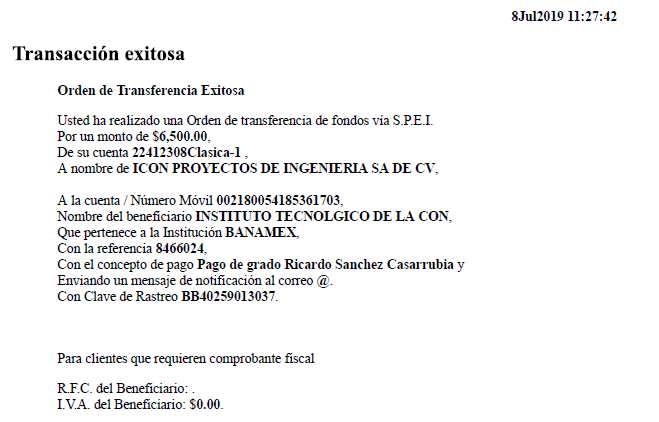 8Jul2019 11:27:42
Transacción exitosa
Orden de Transferencia Exitosa
Usted ha realizado una Orden de transferencia de fondos vía S.P.E.I.
Por un monto de $6,500.00,
De su cuenta 22412308Clasica-1 ,
A nombre de ICON PROYECTOS DE INGENIERIA SA DE CV,
A la cuenta / Número Móvil 002180054185361703,
Nombre del beneficiario INSTITUTO TECNOLGICO DE LA CON,
Que pertenece a la Institución BANAMEX,
Con la referencia 8466024,
Con el concepto de pago Pago de grado Ricardo Sanchez Casarrubia y
Enviando un mensaje de notificación al correo @.
Con Clave de Rastreo BB40259013037.
Para clientes que requieren comprobante fiscal
R.F.C. del Beneficiario: .
I.V.A. del Beneficiario: $0.00.